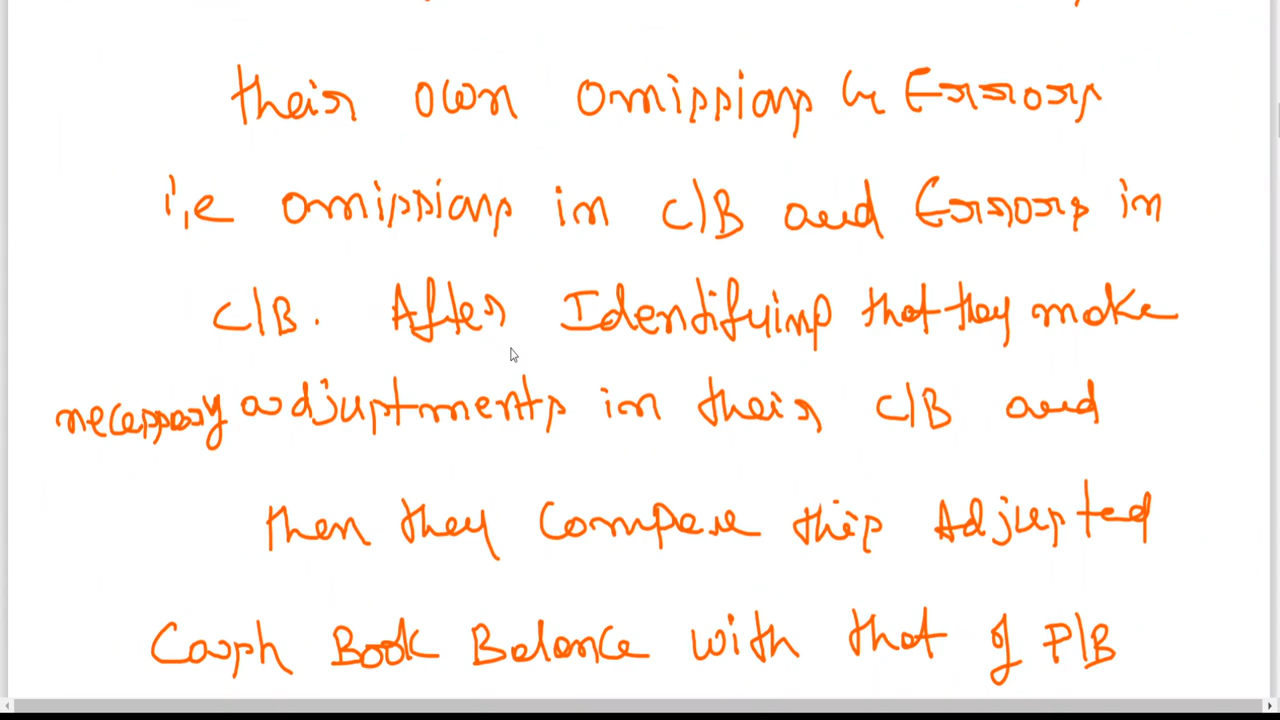 their own omissions & Errors
i,e omissions in C/B and Errors in
C/B. After Identifying that they make
necessary adjustments in their C/B and
then they Compare this Adjusted
Cash Book Balance with that of P/B